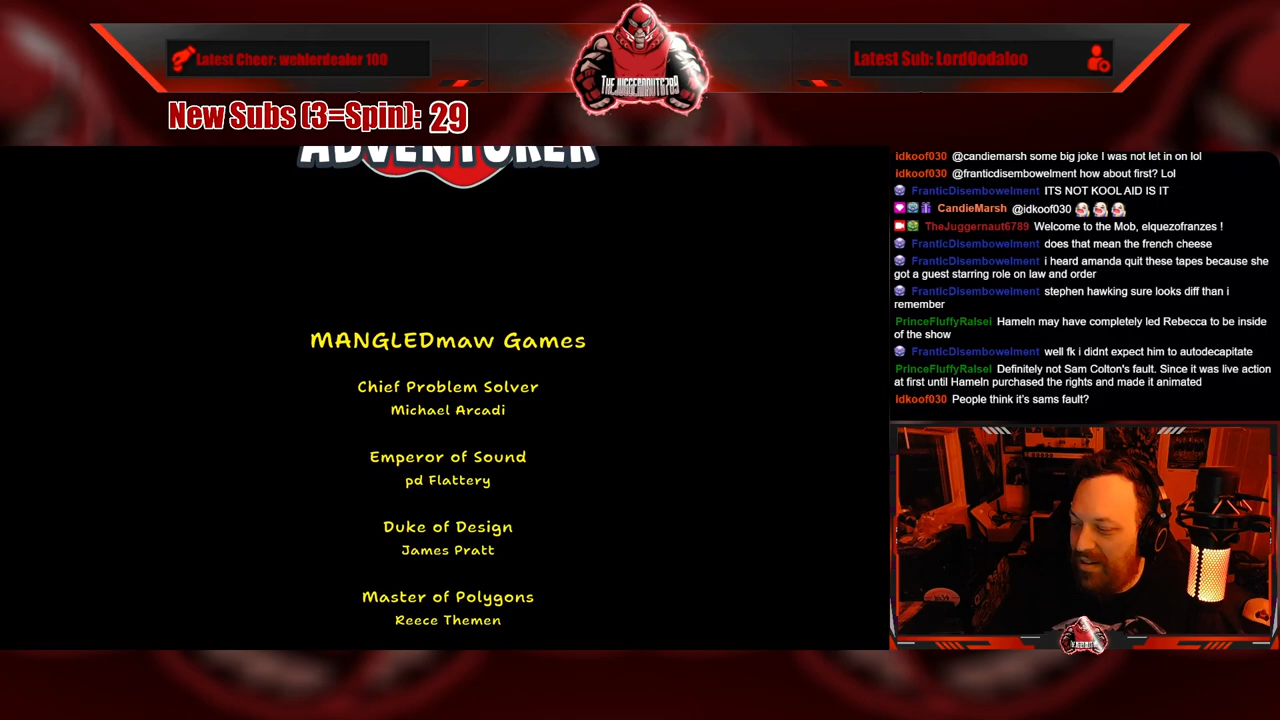 Latest Cheer: wehlerdealer 100
THEJUGGERNAUT6789
Latest Sub: LordOodaloo
New Subs (3=Spin): 29
ADVENTURER
MANGLEDmaw Games
Chief Problem Solver
Michael Arcadi
Emperor of Sound
pd Flattery
Duke of Design
James Pratt
Master of Polygons
Reece Themen
idkoof030 @candiemarsh some big joke I was not let in on lol
idkoof030 @franticdisembowelment how about first? Lol
FranticDisembowelment ITS NOT KOOL AID IS IT
CandieMarsh @idkoof030
TheJuggernaut6789 Welcome to the Mob, elquezofranzes !
FranticDisembowelment does that mean the french cheese
FranticDisembowelment i heard amanda quit these tapes because she
got a guest starring role on law and order
FranticDisembowelment stephen hawking sure looks diff than i
remember
PrinceFluffyRalsei Hameln may have completely led Rebecca to be inside
of the show
FranticDisembowelment well fk i didnt expect him to autodecapitate
PrinceFluffyRalsei Definitely not Sam Colton's fault. Since it was live action
at first until Hameln purchased the rights and made it animated
Idkoof030 People think it's sams fault?